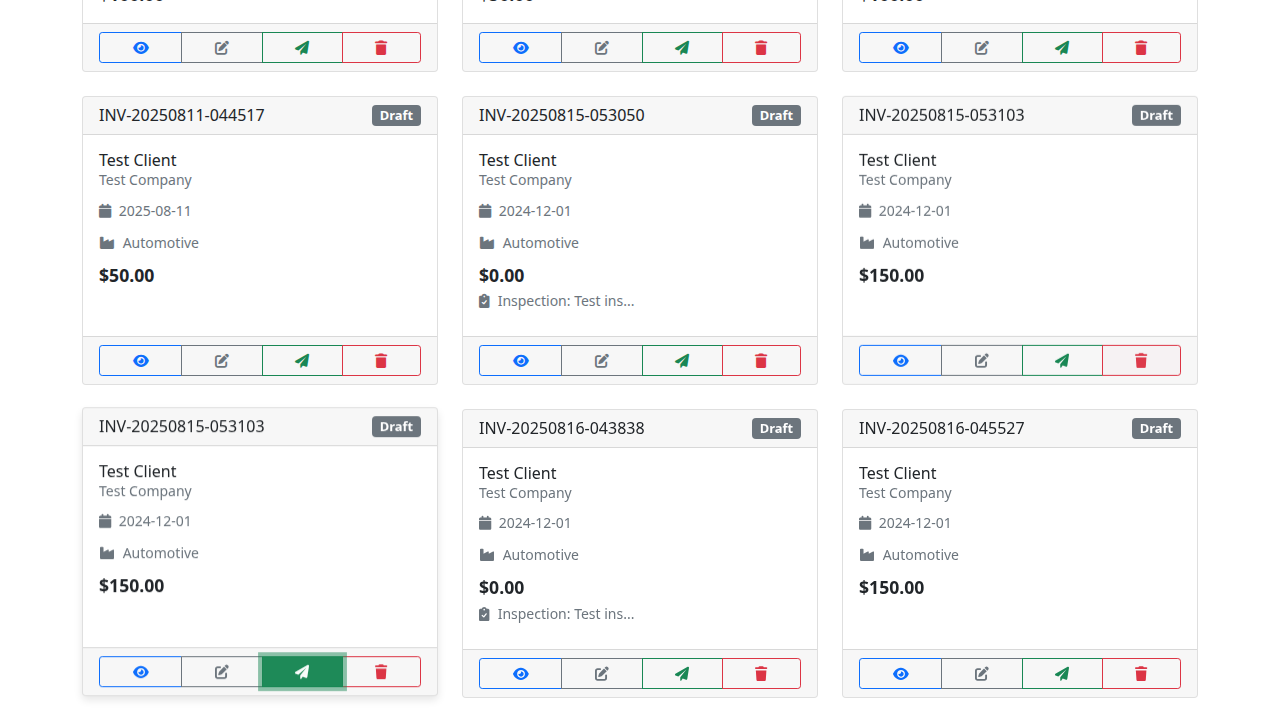 INV-20250811-044517 Draft
Test Client
Test Company
2025-08-11
Automotive
$50.00
INV-20250815-053050 Draft
Test Client
Test Company
2024-12-01
Automotive
$0.00
Inspection: Test ins...
INV-20250815-053103 Draft
Test Client
Test Company
2024-12-01
Automotive
$150.00
INV-20250815-053103 Draft
Test Client
Test Company
2024-12-01
Automotive
$150.00
INV-20250816-043838 Draft
Test Client
Test Company
2024-12-01
Automotive
$0.00
Inspection: Test ins...
INV-20250816-045527 Draft
Test Client
Test Company
2024-12-01
Automotive
$150.00